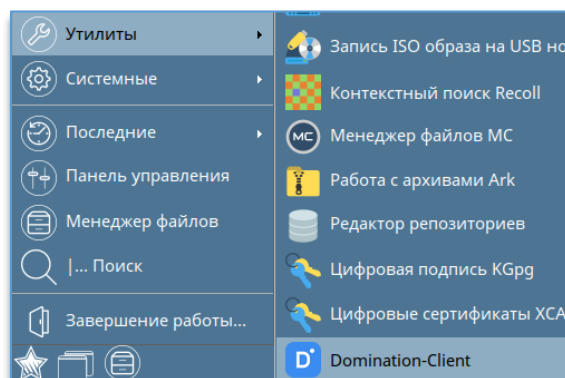 Утилиты
Системные
Последние
Панель управления
Менеджер файлов
|... Поиск
Завершение работы...
Запись ISO образа на USB но
Контекстный поиск Recoll
MC Менеджер файлов MC
Работа с архивами Ark
Редактор репозиториев
Цифровая подпись KGpg
Цифровые сертификаты XCA
D Domination-Client